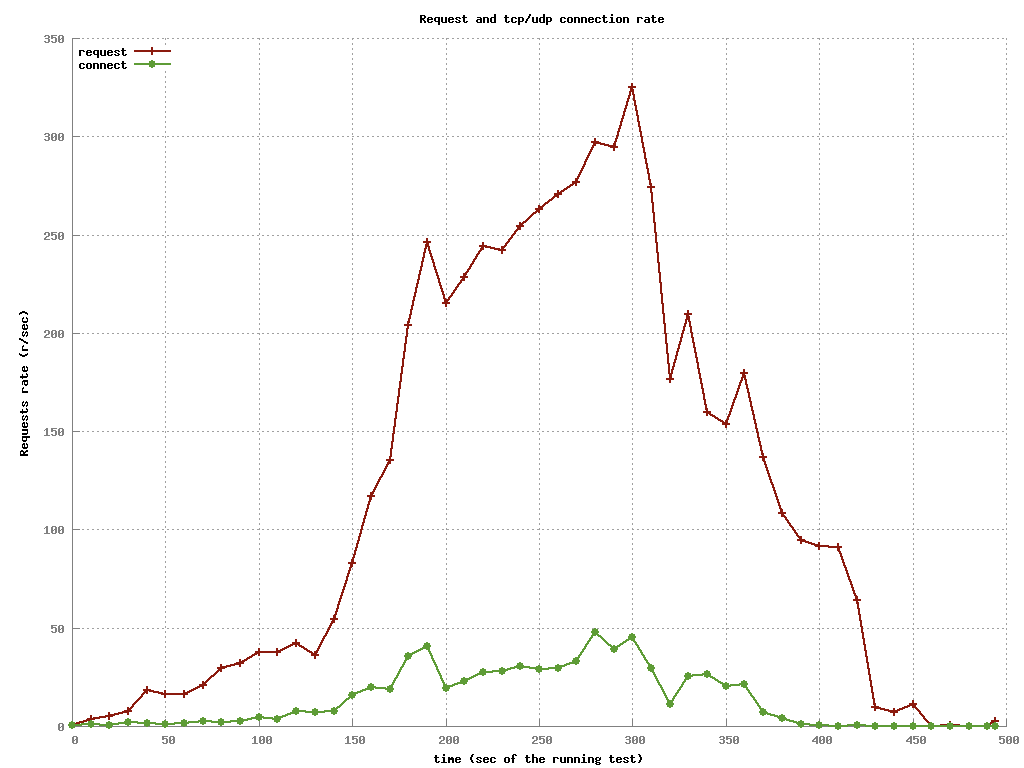 Request and tcp/udp connection rate
350
request
connect
300
250
200
Requests rate (r/sec)
150
100
50
0
0 50 100 150 200 250 300 350 400 450 500
time (sec of the running test)